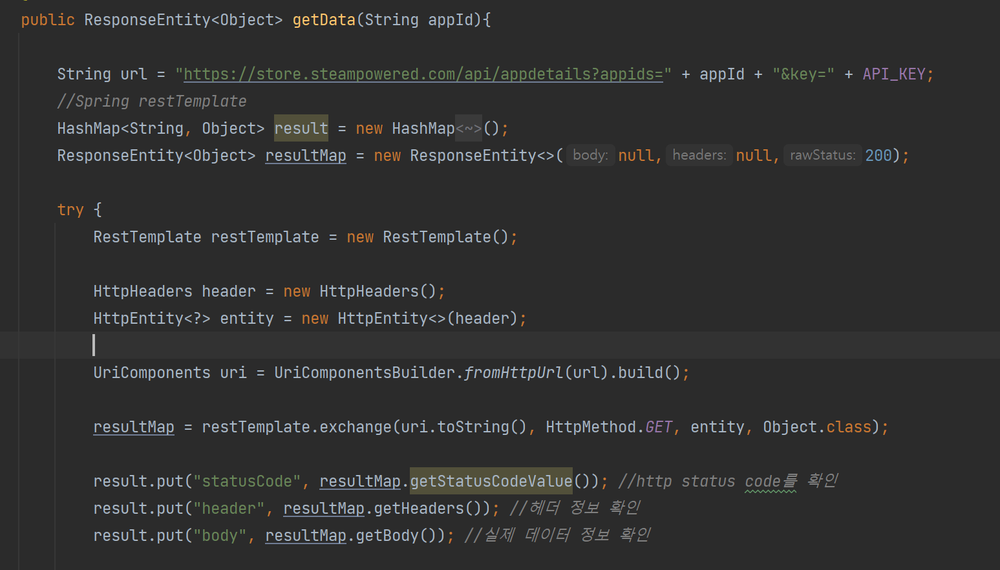 public ResponseEntity<Object> getData(String appId){
String url = "https://store.steampowered.com/api/appdetails?appids=" + appId + "&key=" + API_KEY;
//Spring restTemplate
HashMap<String, Object> result = new HashMap<~>();
ResponseEntity<Object> resultMap = new ResponseEntity<>( body: null, headers: null, rawStatus: 200);
try {
RestTemplate restTemplate = new RestTemplate();
HttpHeaders header = new HttpHeaders();
HttpEntity<?> entity = new HttpEntity<>(header);
UriComponents uri = UriComponentsBuilder.fromHttpUrl(url).build();
resultMap = restTemplate.exchange(uri.toString(), HttpMethod.GET, entity, Object.class);
result.put("statusCode", resultMap.getStatusCodeValue()); //http status code를 확인
result.put("header", resultMap.getHeaders()); //헤더 정보 확인
result.put("body", resultMap.getBody()); //실제 데이터 정보 확인